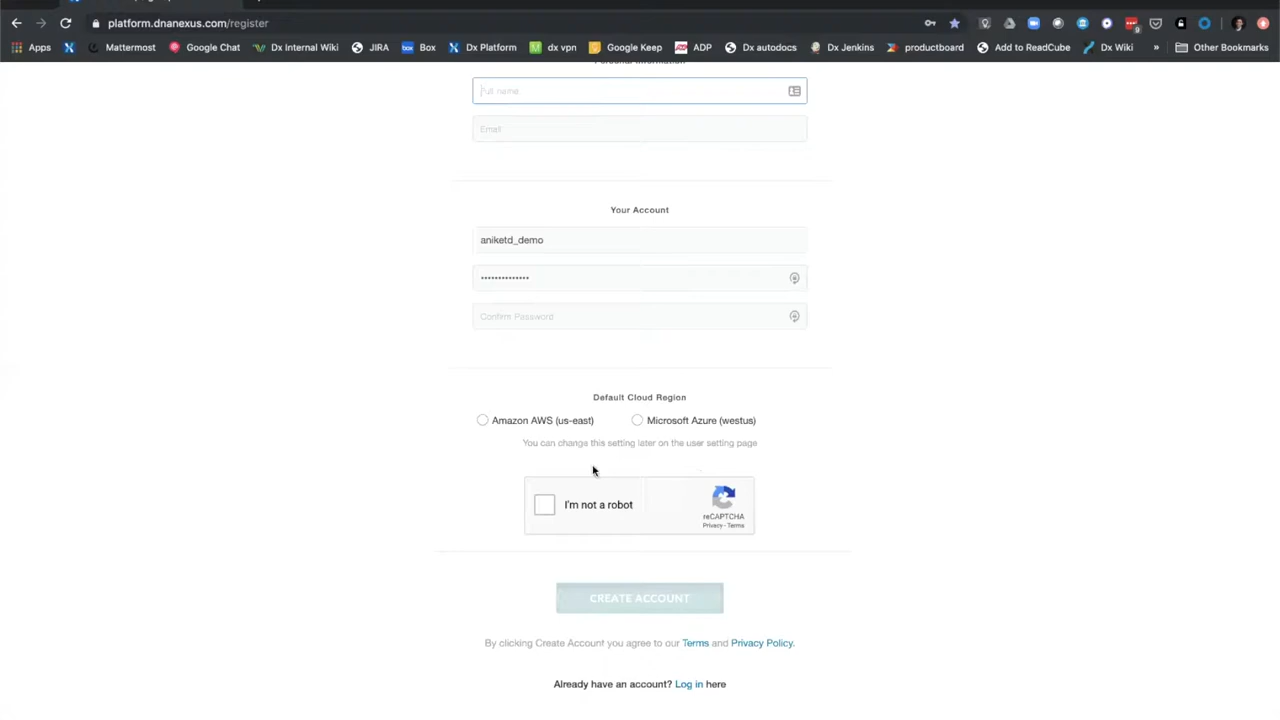 platform.dnanexus.com/register
9
Apps Mattermost Google Chat Dx Internal Wiki JIRA box Box Dx Platform dx vpn Google Keep ADP Dx autodocs Dx Jenkins productboard Add to ReadCube Dx Wiki » Other Bookmarks
Personal Information
Full name
Email
Your Account
aniketd_demo
••••••••••••••
Confirm Password
Default Cloud Region
Amazon AWS (us-east) Microsoft Azure (westus)
You can change this setting later on the user setting page
I'm not a robot
reCAPTCHA
Privacy - Terms
CREATE ACCOUNT
By clicking Create Account you agree to our Terms and Privacy Policy.
Already have an account? Log in here